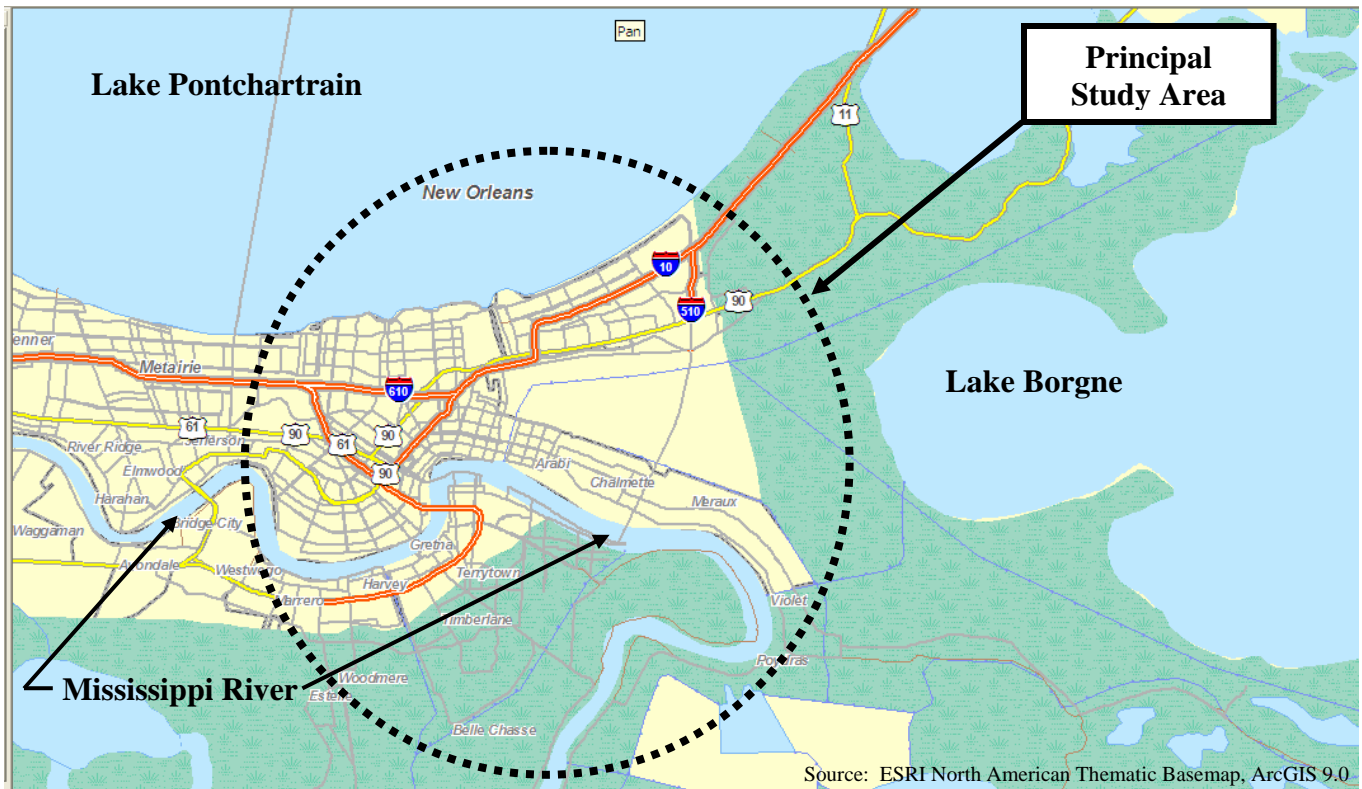 Pan
Lake Pontchartrain
Principal
Study Area
11
New Orleans
10
510
90
enner
Metairie
610
Lake Borgne
61
90
90
61
Jefferson
River Ridge
Elmwood
90
Arabi
Chalmette
Harahan
Meraux
Waggaman
Bridge City
Gretna
Avondale
Westwego
Harvey
Terrytown
Marrero
Violet
Timberlane
Poydras
Mississippi River
Woodmere
Estelle
Belle Chasse
Source: ESRI North American Thematic Basemap, ArcGIS 9.0